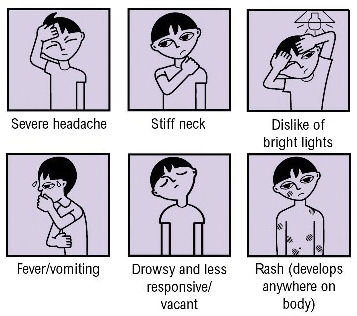 Severe headache
Stiff neck
Dislike of
bright lights
Fever/vomiting
Drowsy and less
responsive/
vacant
Rash (develops
anywhere on
body)